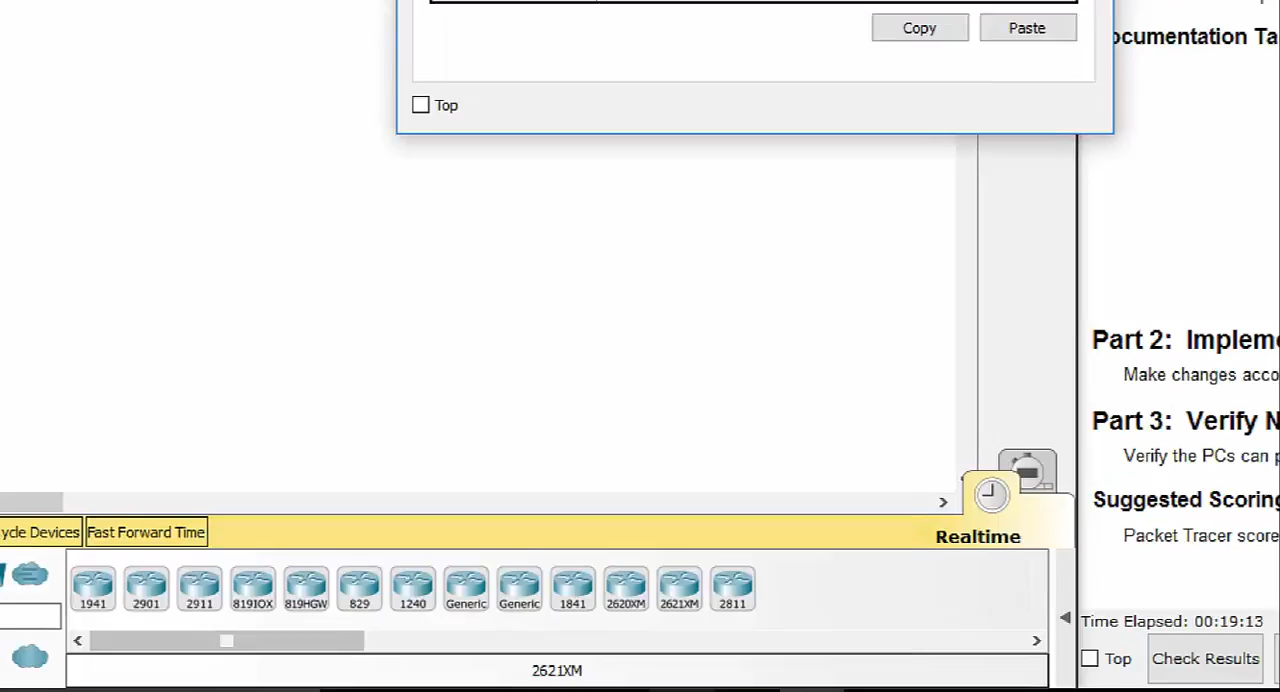 Copy
Paste
ocumentation Ta
Top
Part 2: Implem
Make changes acco
Part 3: Verify N
Verify the PCs can p
Suggested Scoring
Packet Tracer score
ycle Devices
Fast Forward Time
Realtime
1941
2901
2911
819IOX
819HGW
829
1240
Generic
Generic
1841
2620XM
2621XM
2811
Time Elapsed: 00:19:13
Top
Check Results
2621XM